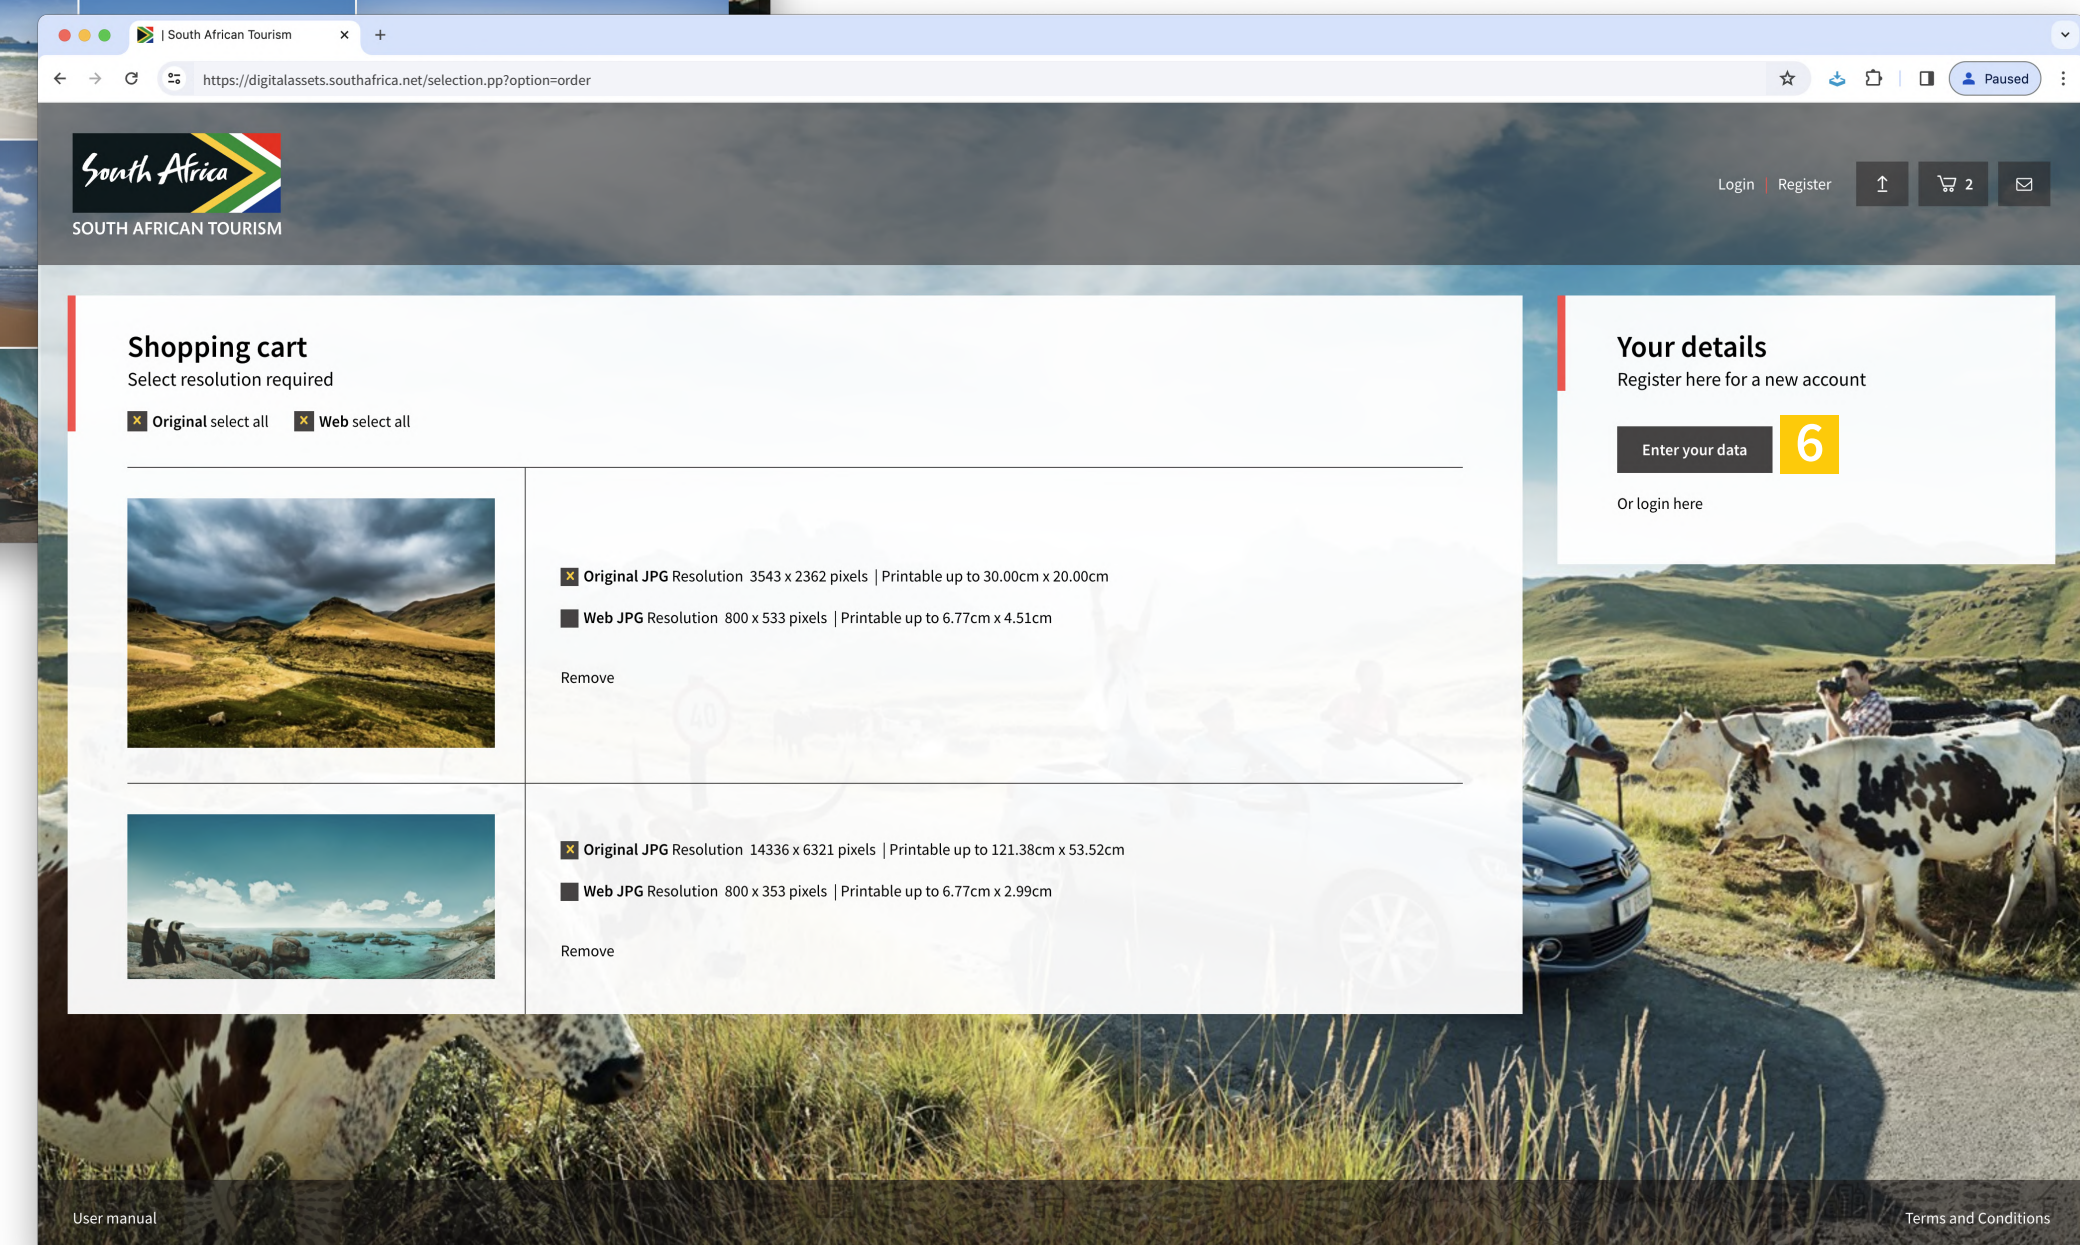 | South African Tourism
https://digitalassets.southafrica.net/selection.pp?option=order
Paused
South Africa
SOUTH AFRICAN TOURISM
Login | Register
2
Shopping cart
Select resolution required
Original select all
Web select all
Your details
Register here for a new account
Enter your data
6
Or login here
Original JPG Resolution 3543 x 2362 pixels | Printable up to 30.00cm x 20.00cm
Web JPG Resolution 800 x 533 pixels | Printable up to 6.77cm x 4.51cm
Remove
40
Original JPG Resolution 14336 x 6321 pixels | Printable up to 121.38cm x 53.52cm
Web JPG Resolution 800 x 353 pixels | Printable up to 6.77cm x 2.99cm
Remove
User manual
Terms and Conditions